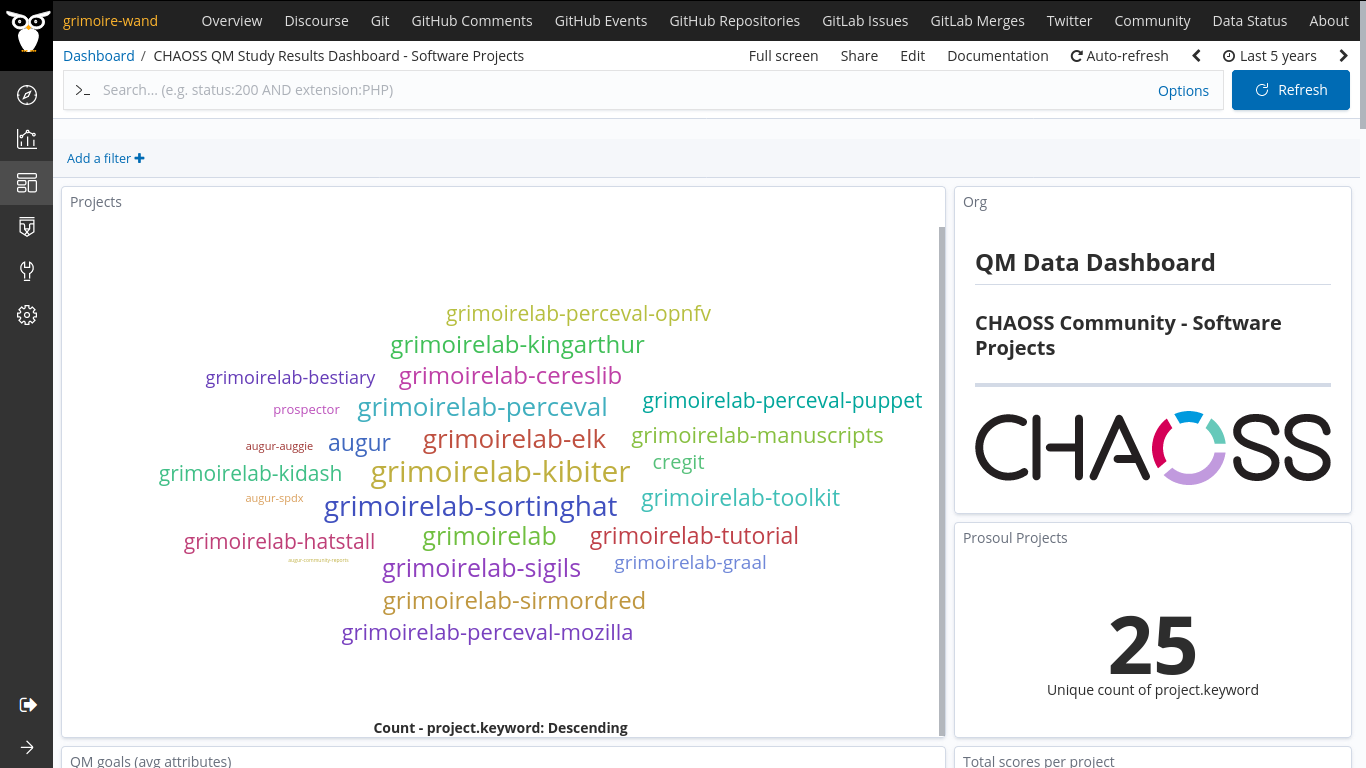 grimoire-wand Overview Discourse Git GitHub Comments GitHub Events GitHub Repositories GitLab Issues GitLab Merges Twitter Community Data Status About
Dashboard / CHAOSS QM Study Results Dashboard - Software Projects Full screen Share Edit Documentation Auto-refresh Last 5 years
>_ Search... (e.g. status:200 AND extension:PHP) Options Refresh
Add a filter
Projects
grimoirelab-perceval-opnfv
grimoirelab-kingarthur
grimoirelab-bestiary grimoirelab-cereslib
grimoirelab-perceval-puppet
prospector grimoirelab-perceval
grimoirelab-manuscripts
augur-auggie augur grimoirelab-elk
cregit
grimoirelab-kidash grimoirelab-kibiter
augur-spdx grimoirelab-toolkit
grimoirelab-sortinghat
grimoirelab-hatstall grimoirelab grimoirelab-tutorial
augur-community-reports grimoirelab-graal
grimoirelab-sigils
grimoirelab-sirmordred
grimoirelab-perceval-mozilla
Count - project.keyword: Descending
Org
QM Data Dashboard
CHAOSS Community - Software
Projects
CHAOSS
Prosoul Projects
25
Unique count of project.keyword
QM goals (avg attributes)
Total scores per project